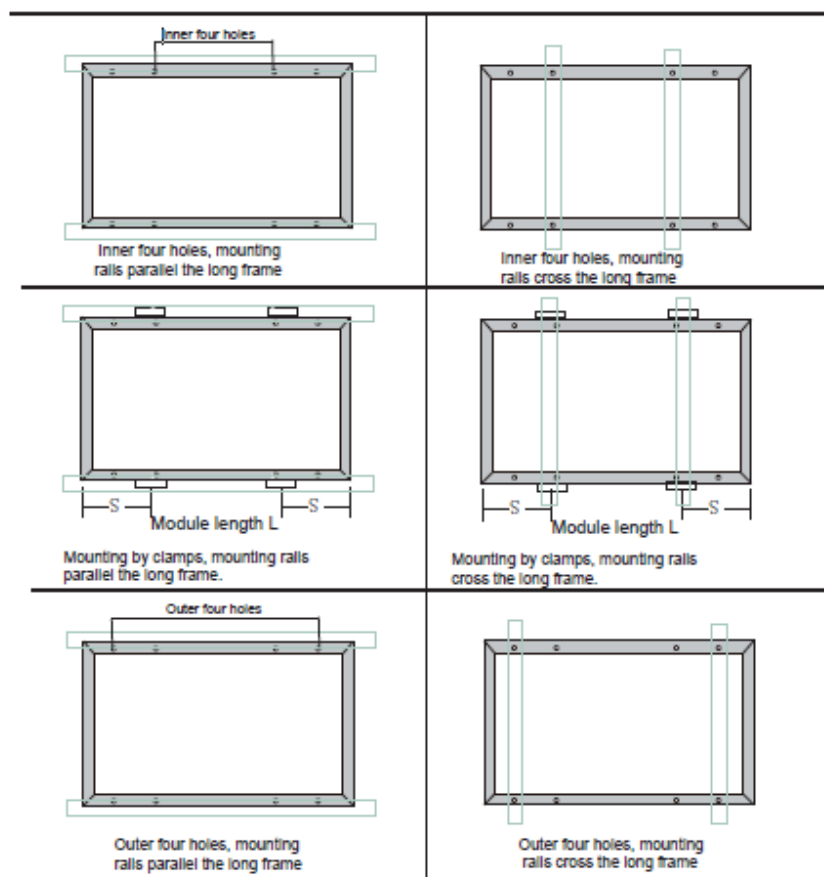 Inner four holes
Inner four holes, mounting
rails parallel the long frame
Inner four holes, mounting
rails cross the long frame
S
S
Module length L
Mounting by clamps, mounting rails
parallel the long frame.
S
S
Module length L
Mounting by clamps, mounting rails
cross the long frame.
Outer four holes
Outer four holes, mounting
rails parallel the long frame
Outer four holes, mounting
rails cross the long frame